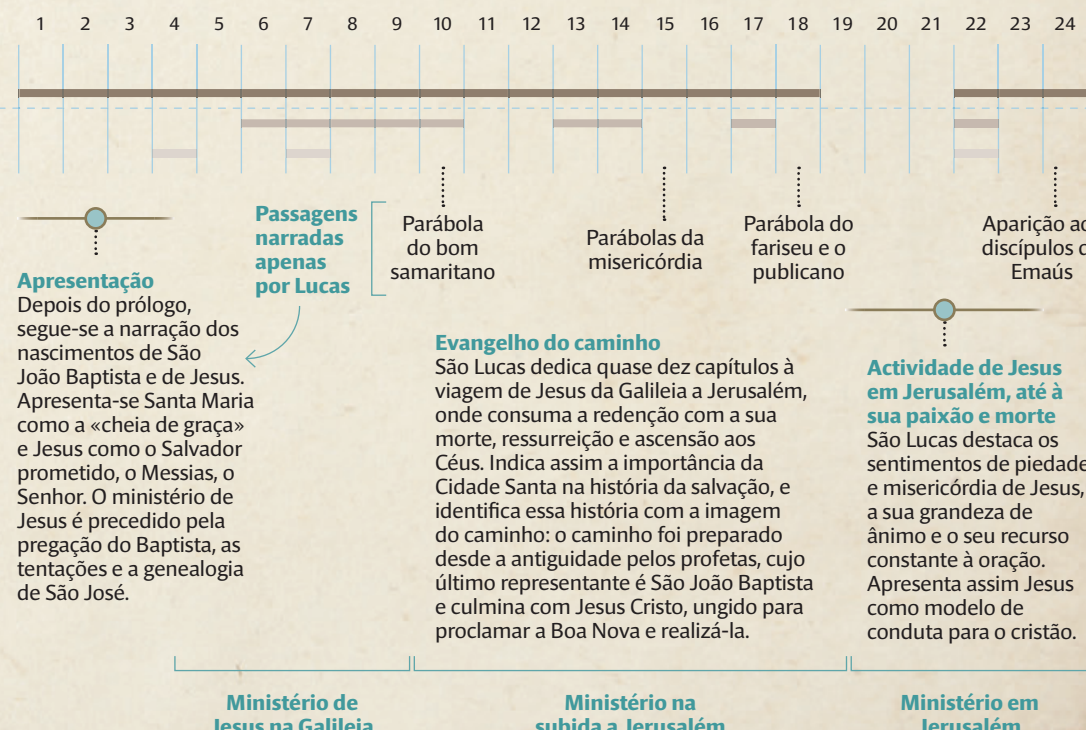 1 2 3 4 5 6 7 8 9 10 11 12 13 14 15 16 17 18 19 20 21 22 23 24
Passagens
narradas
apenas
por Lucas
Parábola
do bom
samaritano
Parábolas da
misericórdia
Parábola do
fariseu e o
publicano
Aparição
discípulos
Emaús
Apresentação
Depois do prólogo,
segue-se a narração dos
nascimentos de São
João Baptista e de Jesus.
Apresenta-se Santa Maria
como a «cheia de graça»
e Jesus como o Salvador
prometido, o Messias, o
Senhor. O ministério de
Jesus é precedido pela
pregação do Baptista, as
tentações e a genealogia
de São José.
Evangelho do caminho
São Lucas dedica quase dez capítulos à
viagem de Jesus da Galileia a Jerusalém,
onde consuma a redenção com a sua
morte, ressurreição e ascensão aos
Céus. Indica assim a importância da
Cidade Santa na história da salvação, e
identifica essa história com a imagem
do caminho: o caminho foi preparado
desde a antiguidade pelos profetas, cujo
último representante é São João Baptista
e culmina com Jesus Cristo, ungido para
proclamar a Boa Nova e realizá-la.
Actividade de Jesus
em Jerusalém, até à
sua paixão e morte
São Lucas destaca os
sentimentos de piedade
e misericórdia de Jesus,
a sua grandeza de
ânimo e o seu recurso
constante à oração.
Apresenta assim Jesus
como modelo de
conduta para o cristão.
Ministério de
Jesus na Galileia
Ministério na
subida a Jerusalém
Ministério em
Jerusalém